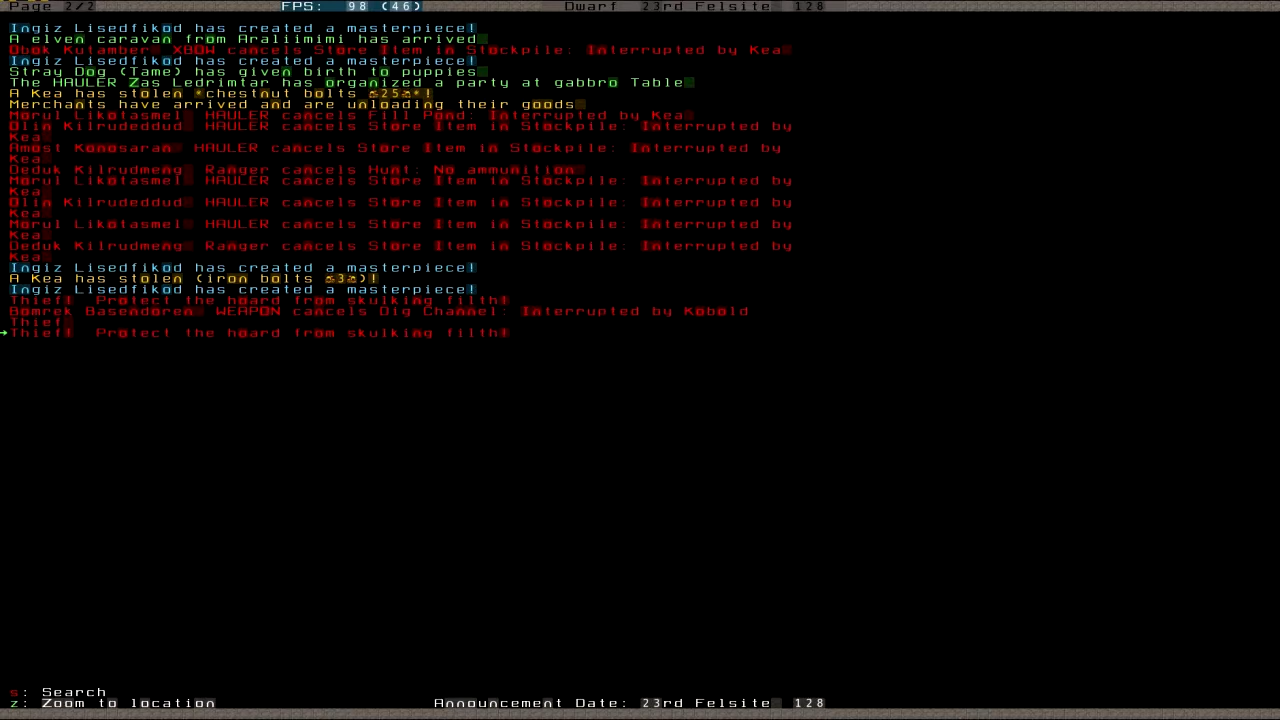 Page 2/2 FPS: 98 (46) Dwarf 23rd Felsite 128
Ingiz Lisedfikod has created a masterpiece!
A elven caravan from Araliimimi has arrived
Obok Kutamber XBOW cancels Store Item in Stockpile: Interrupted by Kea
Ingiz Lisedfikod has created a masterpiece!
Stray Dog (Tame) has given birth to puppies
The HAULER Zas Ledrimtar has organized a party at gabbro Table
A Kea has stolen *chestnut bolts <25>*!
Merchants have arrived and are unloading their goods
Morul Likotasmel HAULER cancels Fill Pond: Interrupted by Kea
Olin Kilrudeddud HAULER cancels Store Item in Stockpile: Interrupted by
Kea
Amost Konosaran HAULER cancels Store Item in Stockpile: Interrupted by
Kea
Deduk Kilrudmeng Ranger cancels Hunt: No ammunition
Morul Likotasmel HAULER cancels Store Item in Stockpile: Interrupted by
Kea
Olin Kilrudeddud HAULER cancels Store Item in Stockpile: Interrupted by
Kea
Morul Likotasmel HAULER cancels Store Item in Stockpile: Interrupted by
Kea
Deduk Kilrudmeng Ranger cancels Store Item in Stockpile: Interrupted by
Kea
Ingiz Lisedfikod has created a masterpiece!
A Kea has stolen (iron bolts <3>)!
Ingiz Lisedfikod has created a masterpiece!
Thief! Protect the hoard from skulking filth!
Bomrek Basendoren WEAPON cancels Dig Channel: Interrupted by Kobold
Thief
Thief! Protect the hoard from skulking filth!
s: Search
z: Zoom to location Announcement Date: 23rd Felsite 128